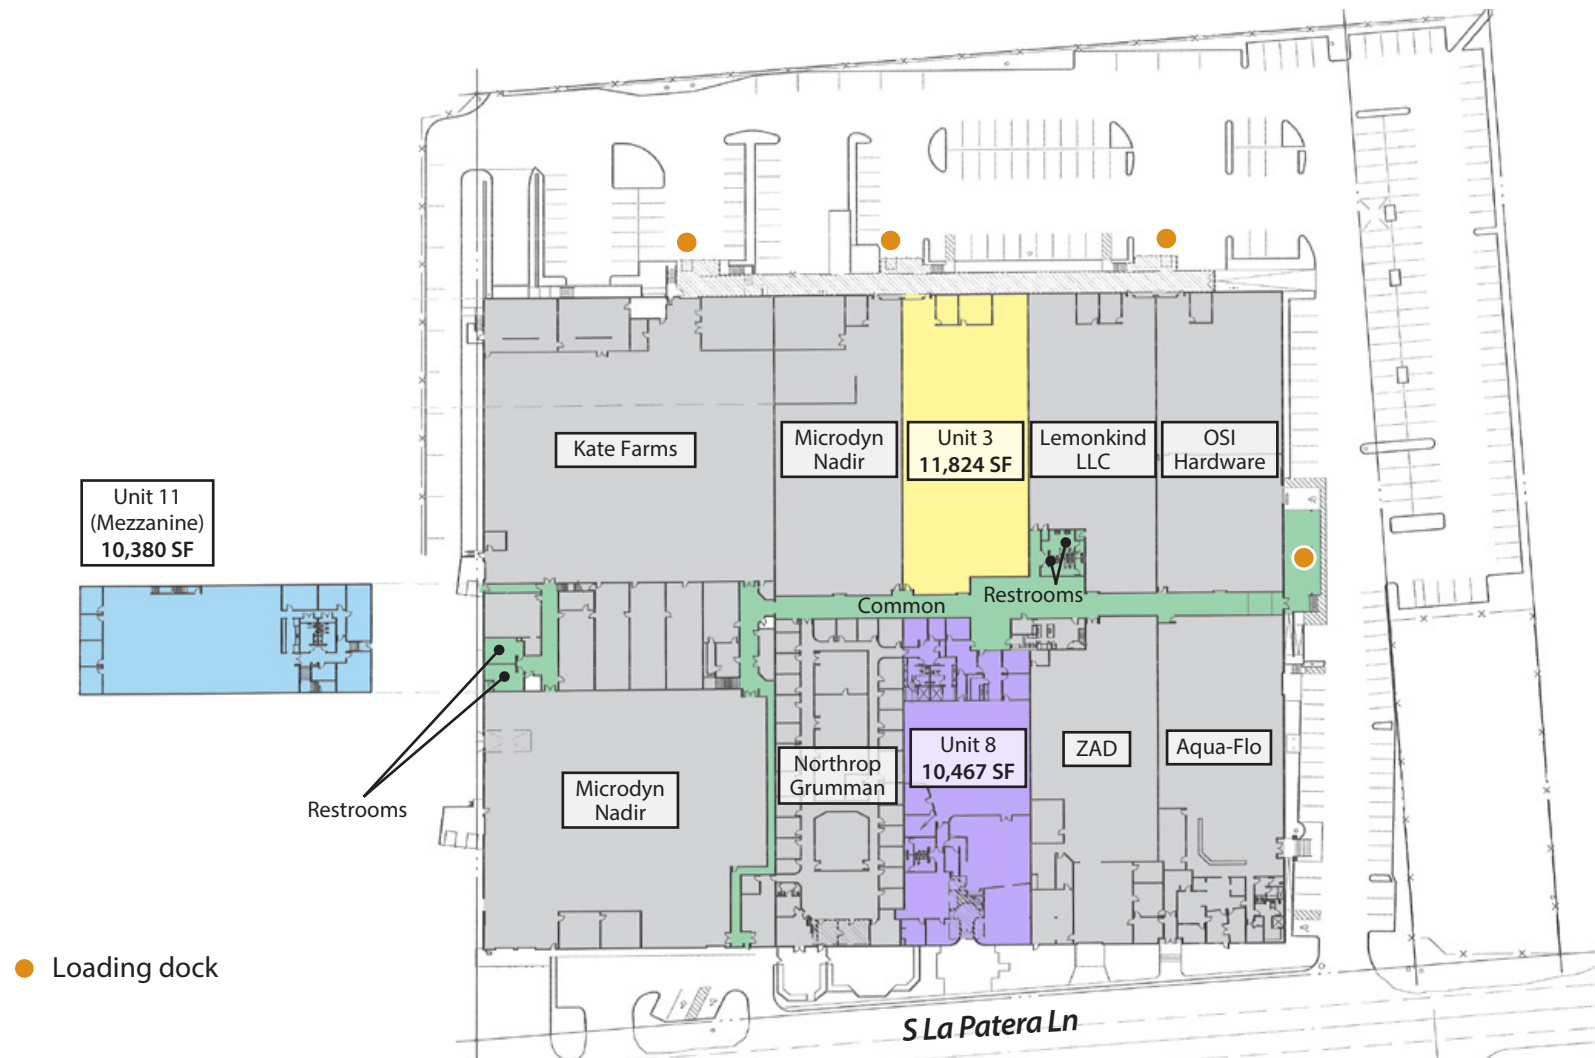 Kate Farms
Microdyn
Nadir
Unit 3
11,824 SF
Lemonkind
LLC
OSI
Hardware
Unit 11
(Mezzanine)
10,380 SF
Common
Restrooms
Restrooms
Microdyn
Nadir
Northrop
Grumman
Unit 8
10,467 SF
ZAD
Aqua-Flo
Loading dock
S La Patera Ln